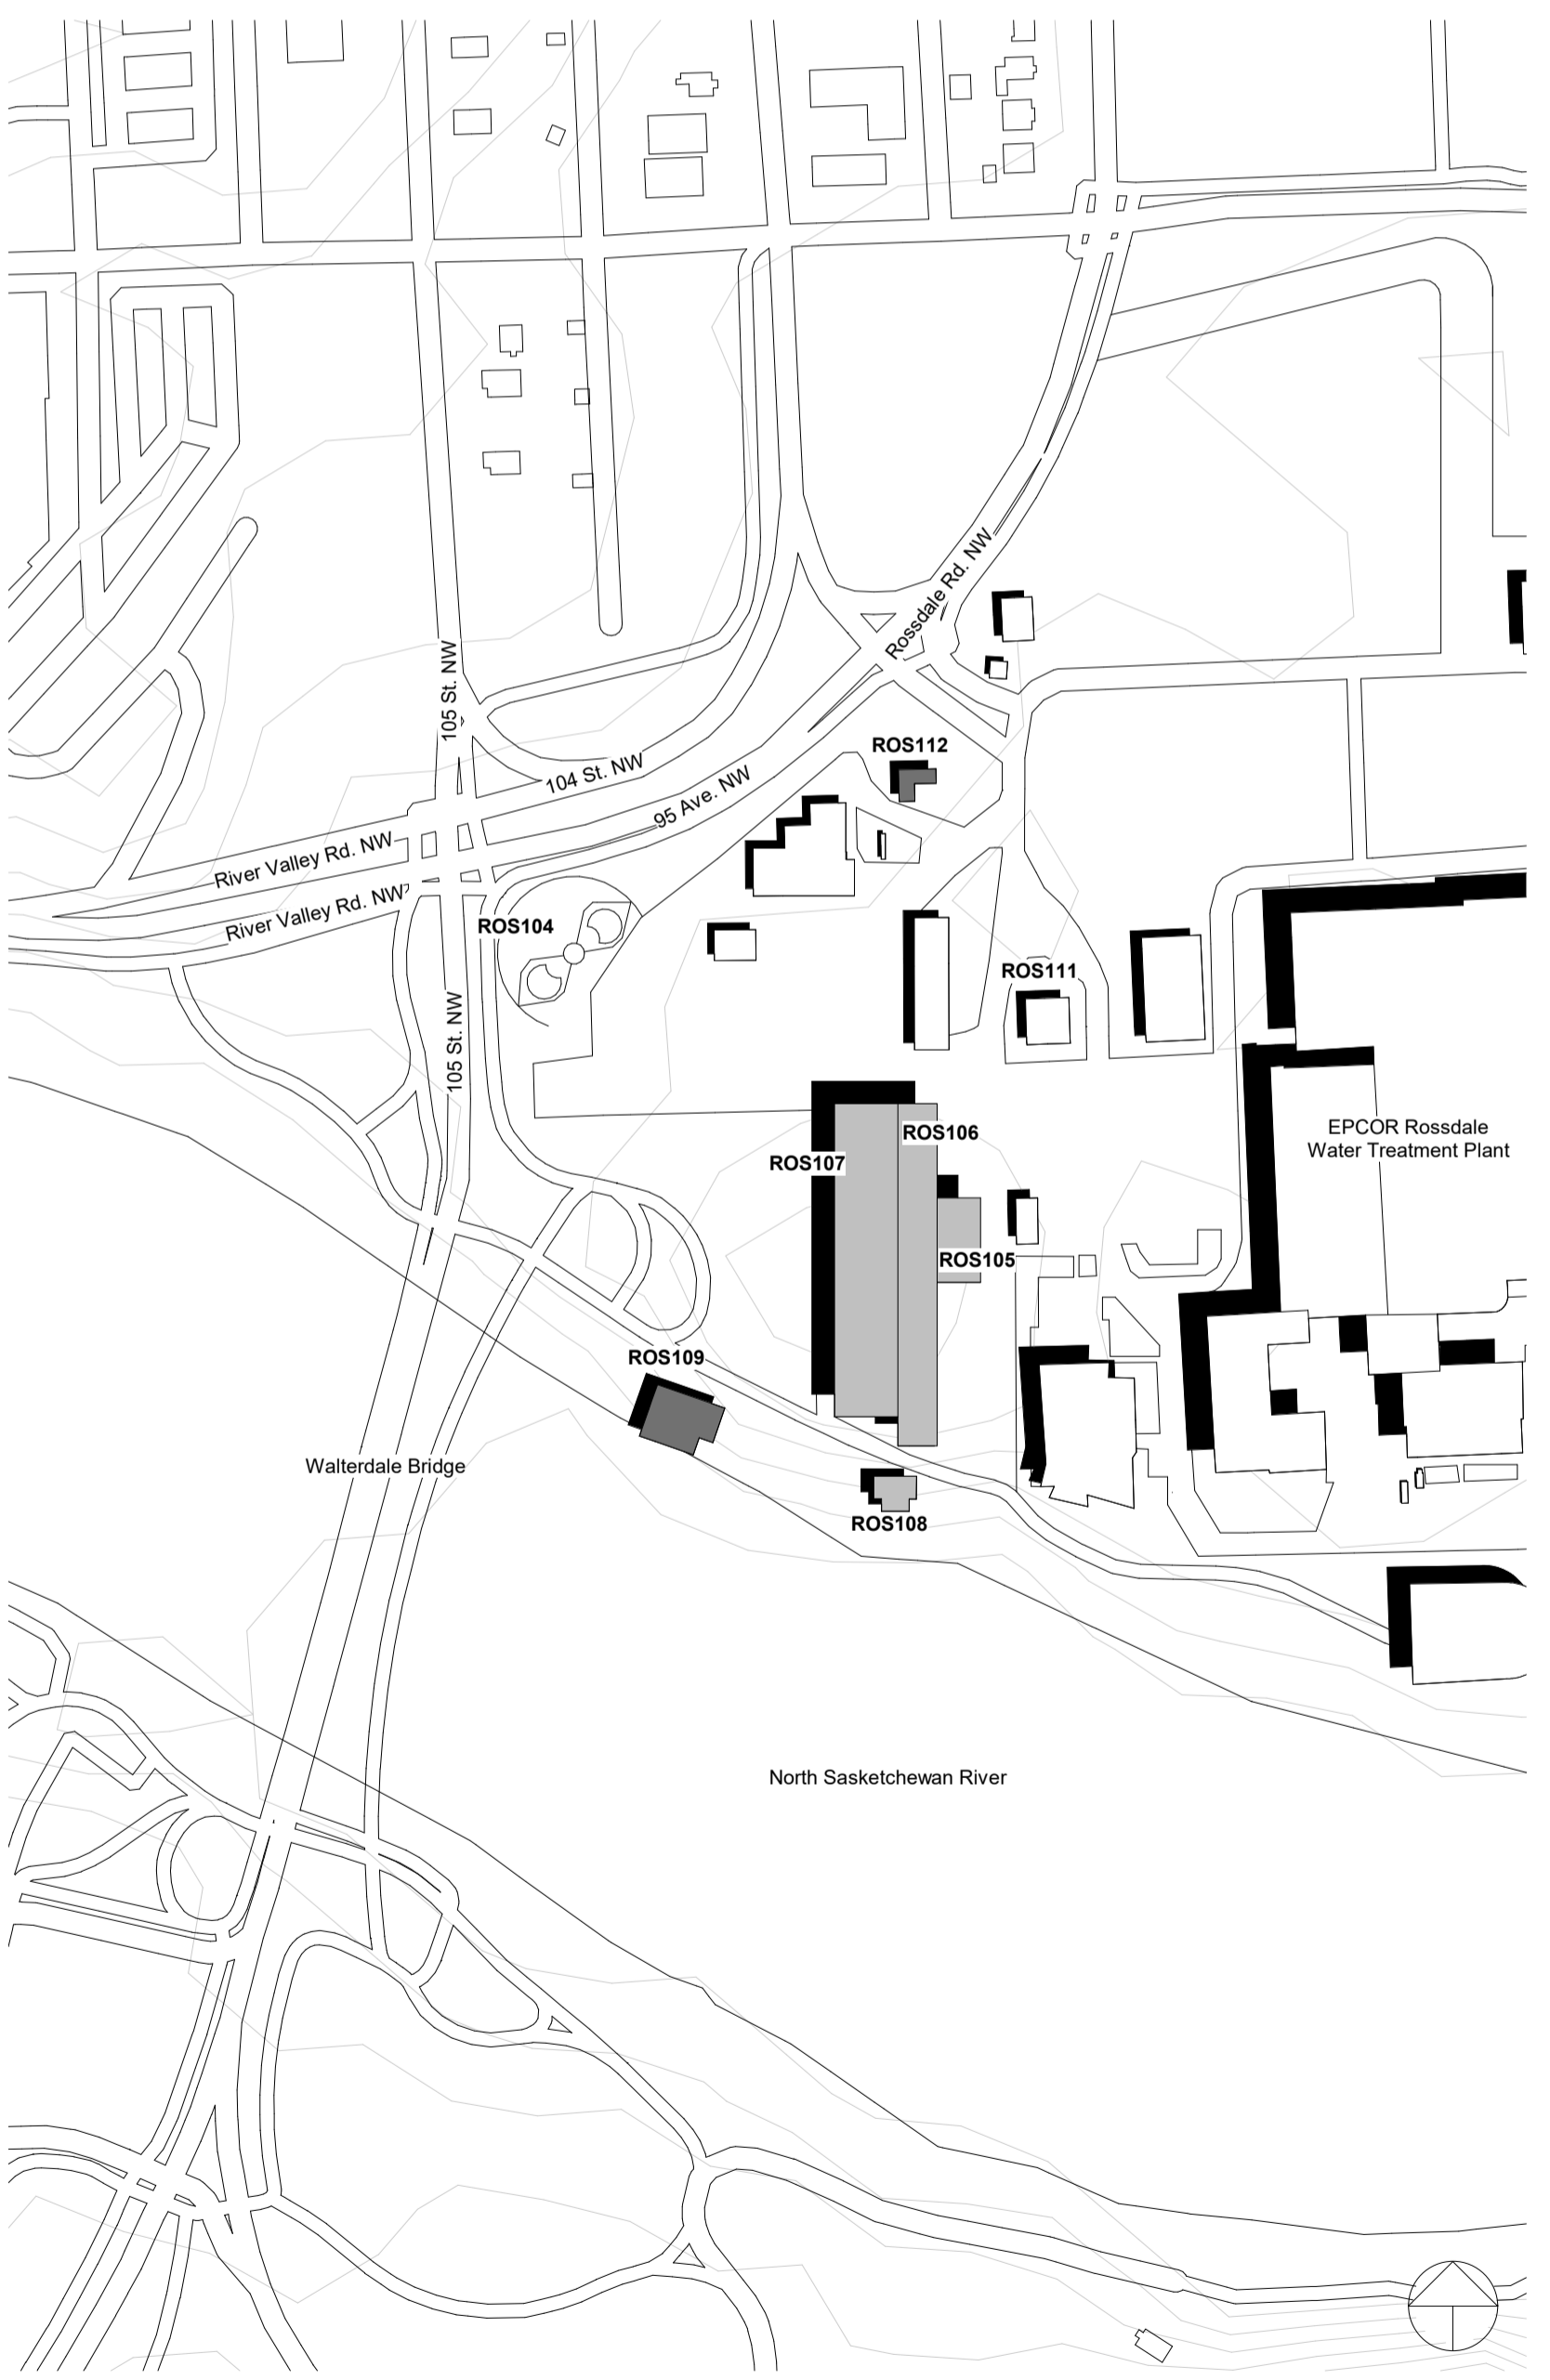 Rossdale Rd. NW
105 St. NW
ROS112
104 St. NW
95 Ave. NW
River Valley Rd. NW
River Valley Rd. NW
ROS104
ROS111
105 St. NW
EPCOR Rossdale
Water Treatment Plant
ROS106
ROS107
ROS105
ROS109
Walterdale Bridge
ROS108
North Sasketchewan River